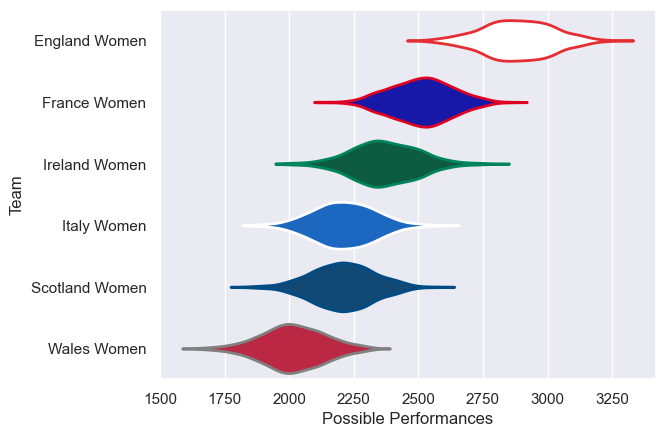 England Women
France Women
Ireland Women
Italy Women
Scotland Women
Wales Women
Team
1500 1750 2000 2250 2500 2750 3000 3250
Possible Performances